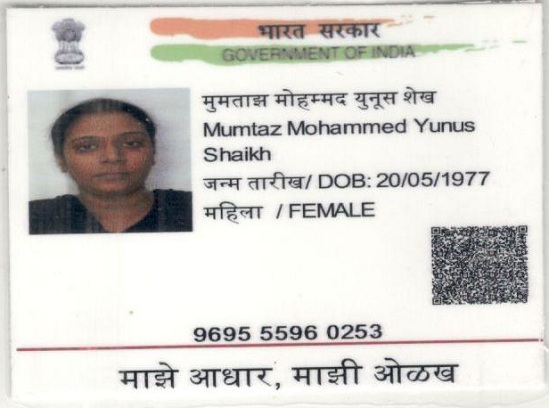 भारत सरकार
GOVERNMENT OF INDIA
मुमताझ मोहम्मद युनूस शेख
Mumtaz Mohammed Yunus
Shaikh
जन्म तारीख/ DOB: 20/05/1977
महिला / FEMALE
9695 5596 0253
माझे आधार, माझी ओळख